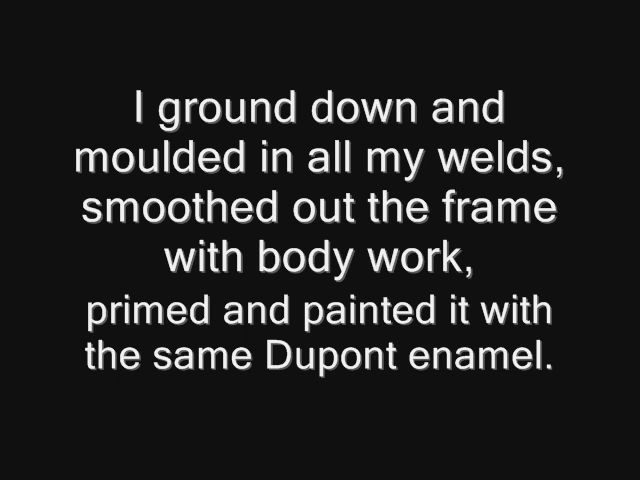 I ground down and
moulded in all my welds,
smoothed out the frame
with body work,
primed and painted it with
the same Dupont enamel.